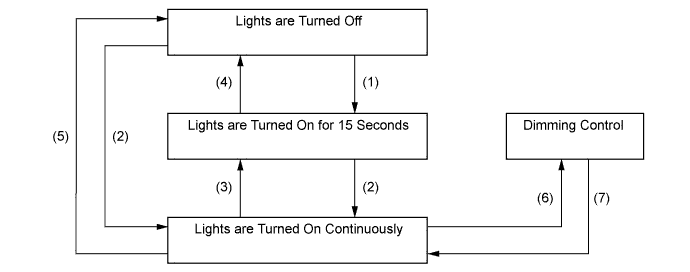 Lights are Turned Off
(4)
(1)
Lights are Turned On for 15 Seconds
Dimming Control
(5)
(2)
(3)
(2)
(6)
(7)
Lights are Turned On Continuously